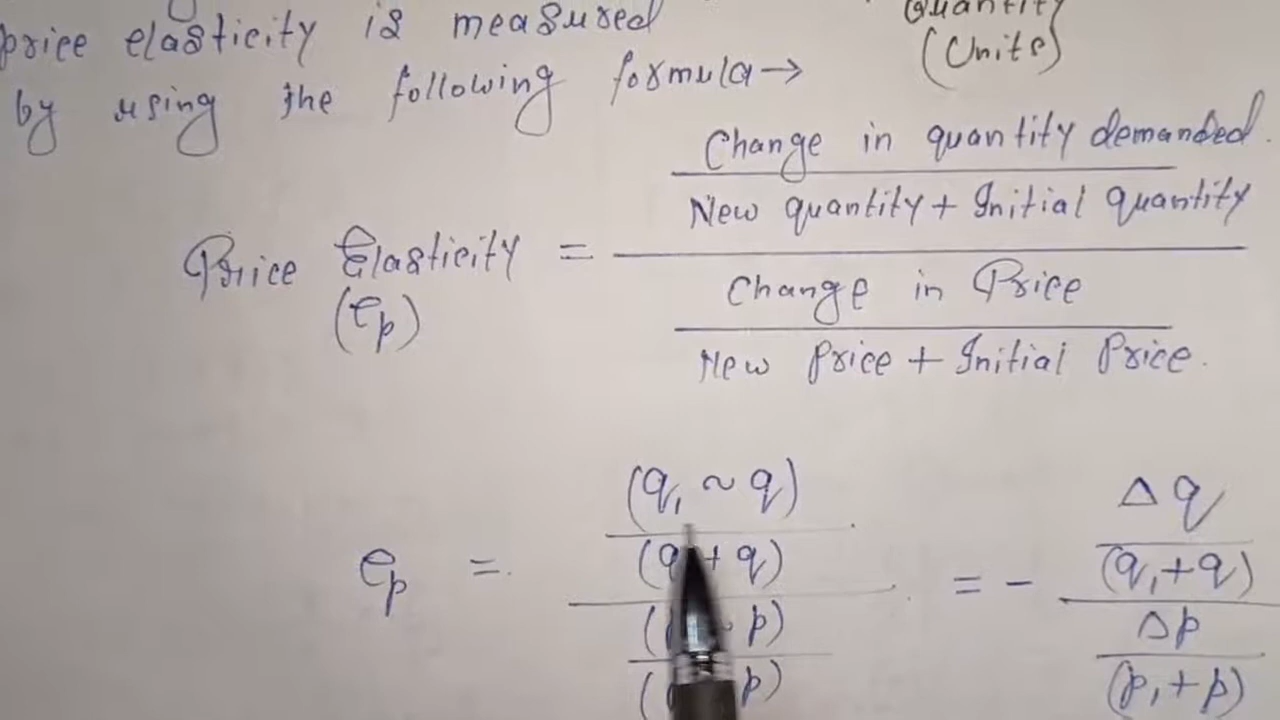 price elasticity is measured
Quantity
(Units)
by using the following formula→
Change in quantity demanded.
New quantity + Initial quantity
Price Elasticity =
(ep)
Change in Price
New Price + Initial Price.
(q₁ ~ q)
(q + q)
ep =
p)
p)
= -
Δq
(q₁+q)
Δp
(p₁+p)